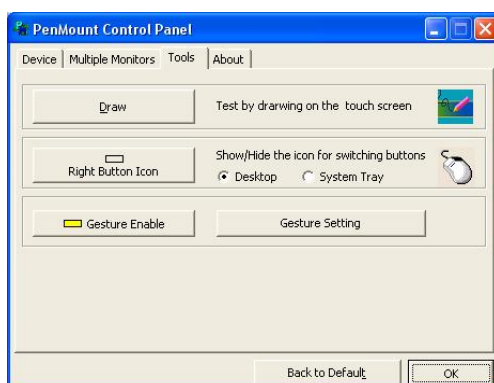 PenMount Control Panel
Device Multiple Monitors Tools About
Draw Test by drarwing on the touch screen
Show/Hide the icon for switching buttons
Right Button Icon Desktop System Tray
Gesture Enable Gesture Setting
Back to Default OK